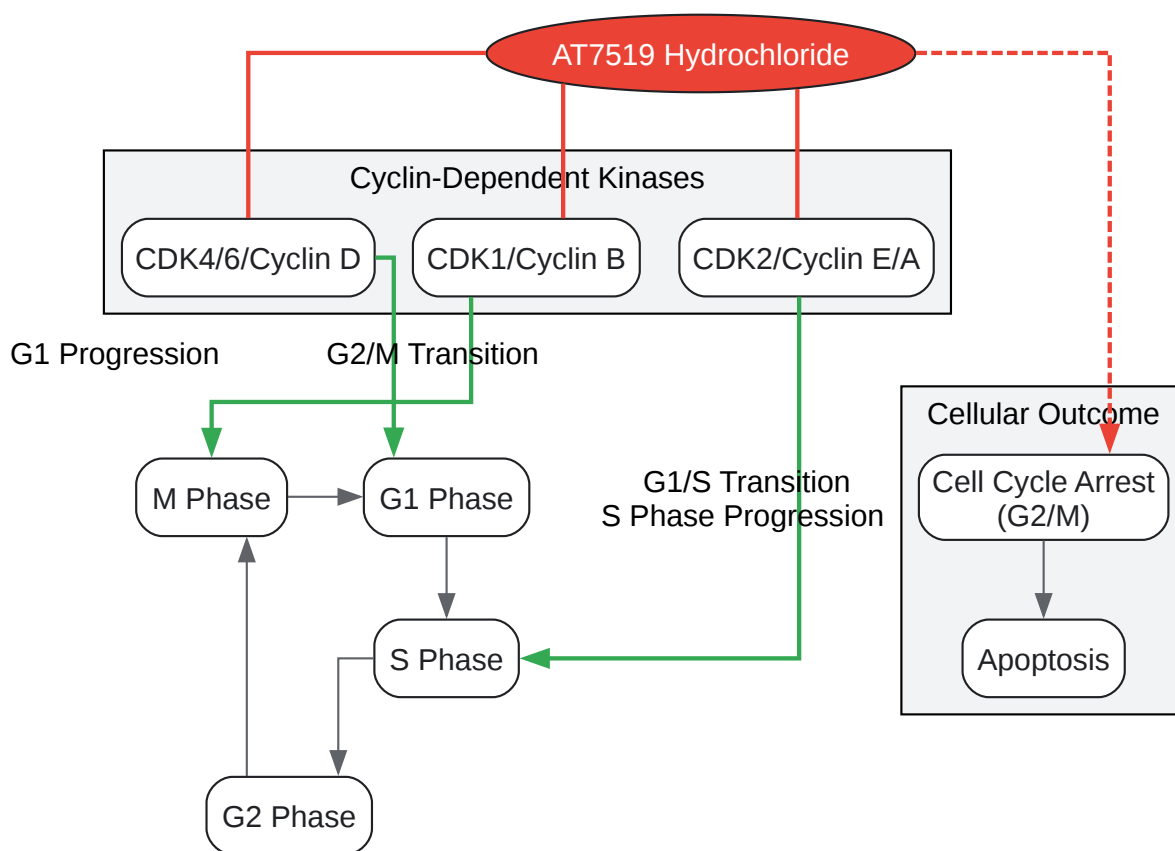 AT7519 Hydrochloride
Cyclin-Dependent Kinases
CDK4/6/Cyclin D
CDK1/Cyclin B
CDK2/Cyclin E/A
G1 Progression
G2/M Transition
Cellular Outcome
M Phase
G1 Phase
G1/S Transition
S Phase Progression
Cell Cycle Arrest
(G2/M)
S Phase
Apoptosis
G2 Phase